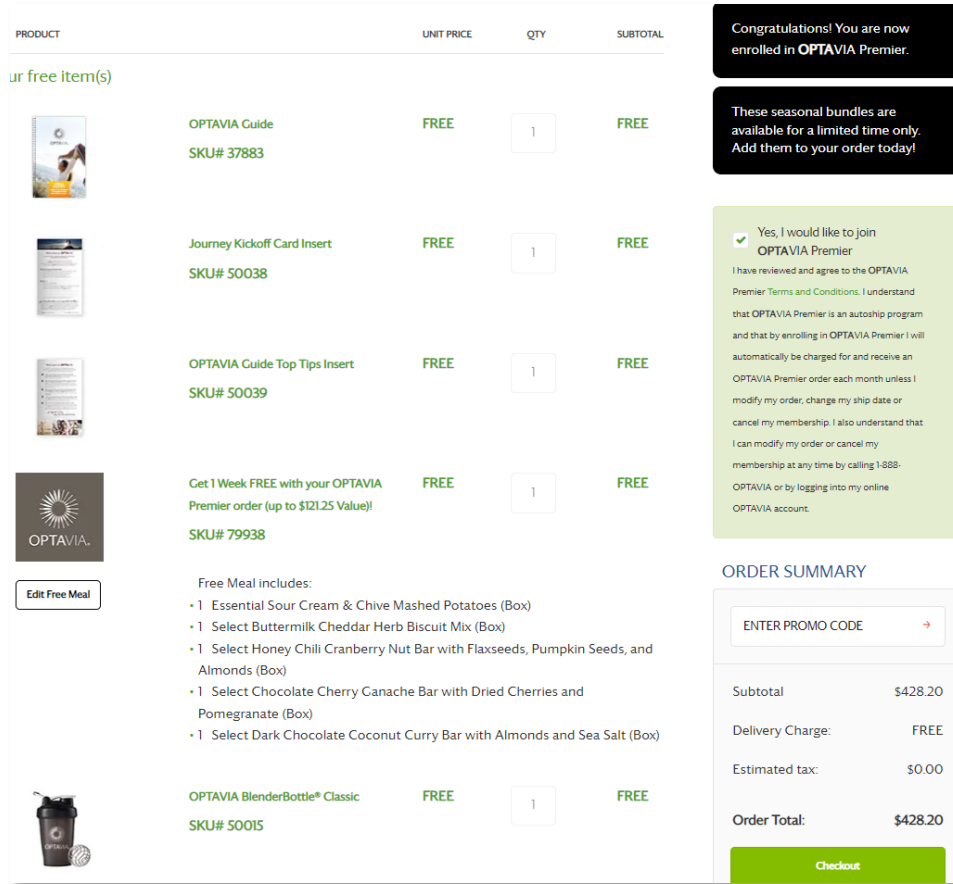 PRODUCT UNIT PRICE QTY SUBTOTAL
ur free item(s)
OPTAVIA Guide FREE 1 FREE
SKU# 37883
Journey Kickoff Card Insert FREE 1 FREE
SKU# 50038
OPTAVIA Guide Top Tips Insert FREE 1 FREE
SKU# 50039
OPTAVIA.
Get 1 Week FREE with your OPTAVIA FREE 1 FREE
Premier order (up to $121.25 Value)!
SKU# 79938
Edit Free Meal
Free Meal includes:
• 1 Essential Sour Cream & Chive Mashed Potatoes (Box)
• 1 Select Buttermilk Cheddar Herb Biscuit Mix (Box)
• 1 Select Honey Chili Cranberry Nut Bar with Flaxseeds, Pumpkin Seeds, and
Almonds (Box)
• 1 Select Chocolate Cherry Ganache Bar with Dried Cherries and
Pomegranate (Box)
• 1 Select Dark Chocolate Coconut Curry Bar with Almonds and Sea Salt (Box)
OPTAVIA BlenderBottle® Classic FREE 1 FREE
SKU# 50015
Congratulations! You are now
enrolled in OPTAVIA Premier.
These seasonal bundles are
available for a limited time only.
Add them to your order today!
Yes, I would like to join
OPTAVIA Premier
I have reviewed and agree to the OPTAVIA
Premier Terms and Conditions. I understand
that OPTAVIA Premier is an autoship program
and that by enrolling in OPTAVIA Premier I will
automatically be charged for and receive an
OPTAVIA Premier order each month unless I
modify my order, change my ship date or
cancel my membership. I also understand that
I can modify my order or cancel my
membership at any time by calling 1-888-
OPTAVIA or by logging into my online
OPTAVIA account.
ORDER SUMMARY
ENTER PROMO CODE →
Subtotal $428.20
Delivery Charge: FREE
Estimated tax: $0.00
Order Total: $428.20
Checkout